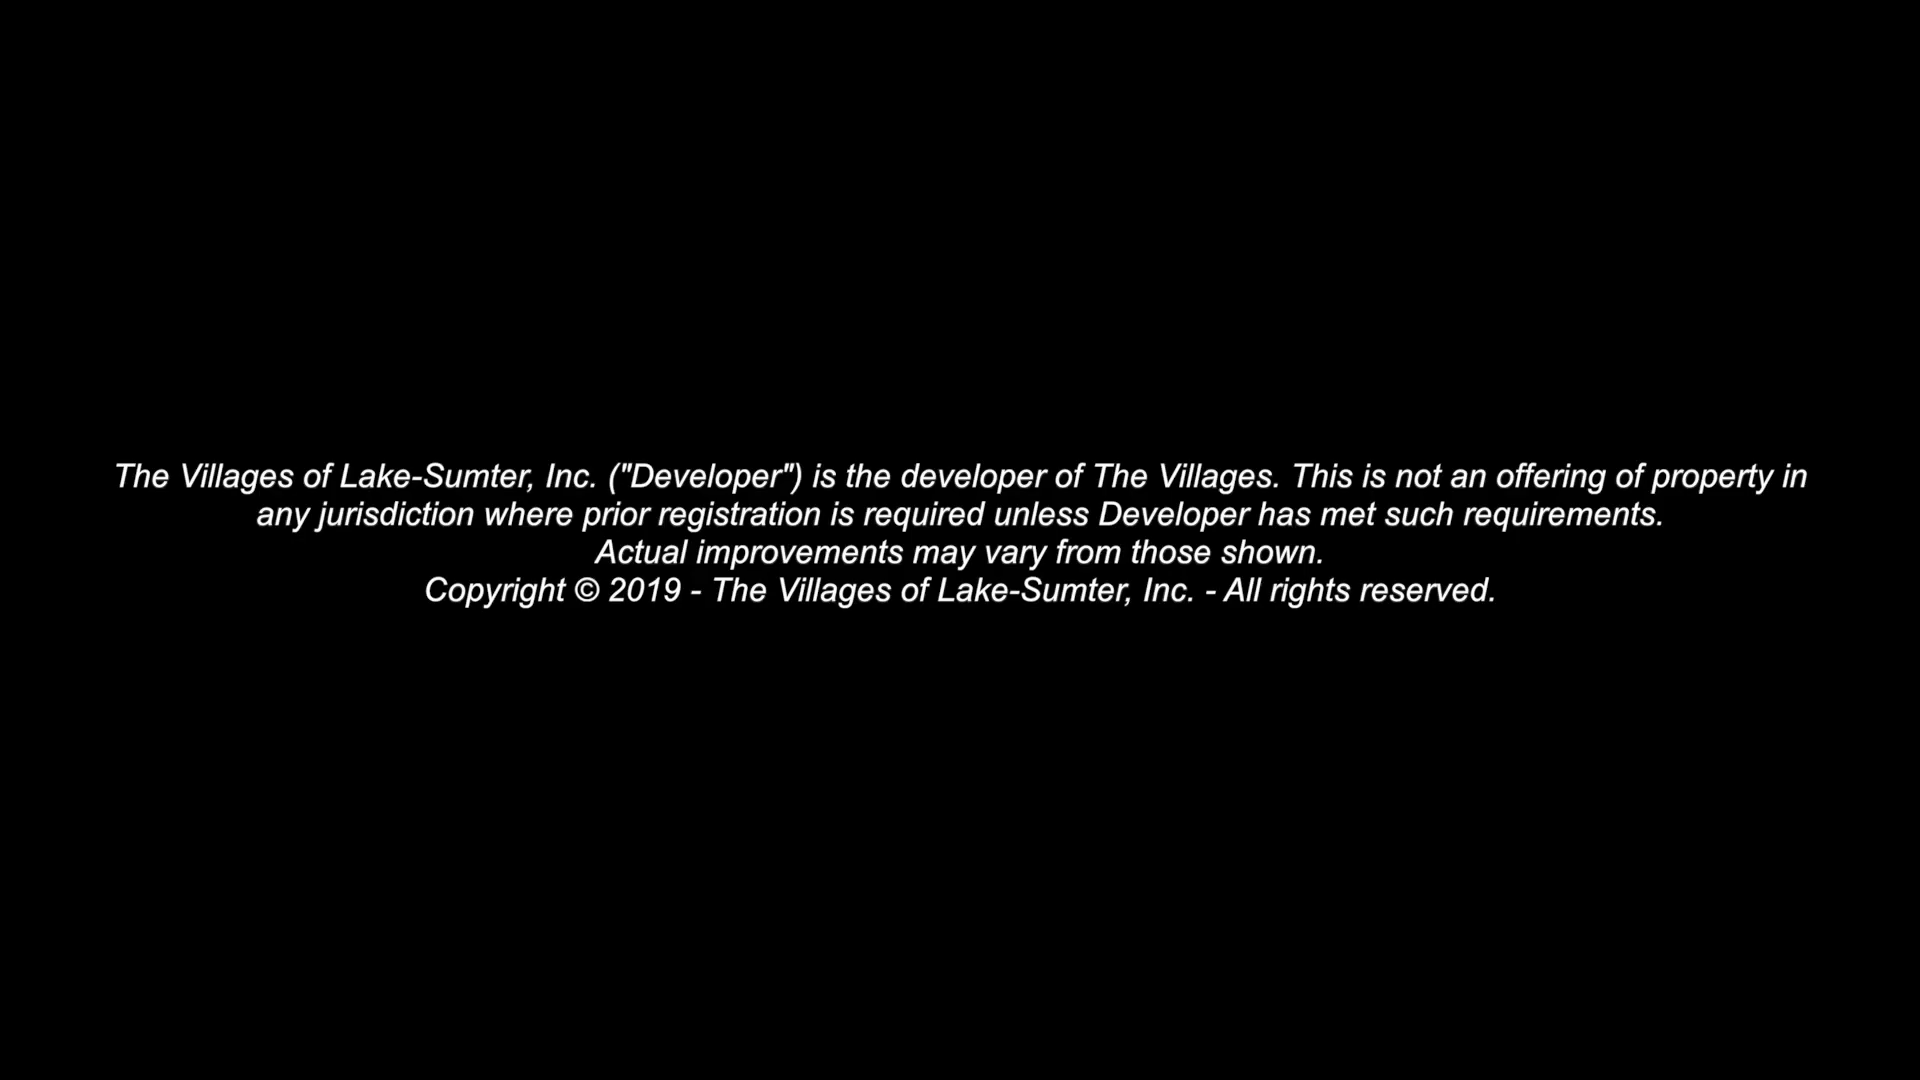 The Villages of Lake-Sumter, Inc. ("Developer") is the developer of The Villages. This is not an offering of property in
any jurisdiction where prior registration is required unless Developer has met such requirements.
Actual improvements may vary from those shown.
Copyright © 2019 - The Villages of Lake-Sumter, Inc. - All rights reserved.